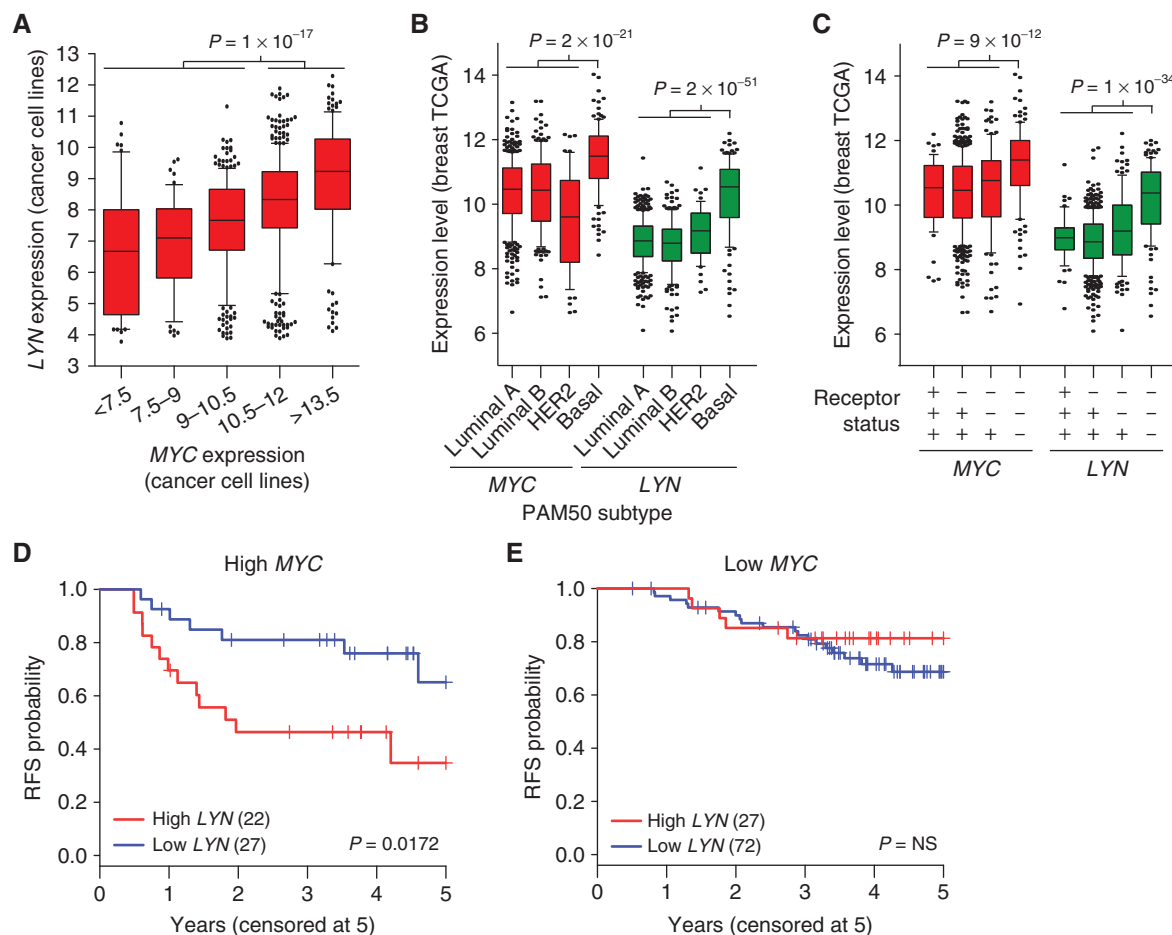 A
P = 1 × 10⁻¹⁷
LYN expression (cancer cell lines)
13
12
11
10
9
8
7
6
5
4
3
<7.5
7.5–9
9–10.5
10.5–12
>13.5
MYC expression
(cancer cell lines)
B
P = 2 × 10⁻²¹
P = 2 × 10⁻⁵¹
Expression level (breast TCGA)
14
12
10
8
6
Luminal A
Luminal B
HER2
Basal
Luminal A
Luminal B
HER2
Basal
MYC
LYN
PAM50 subtype
C
P = 9 × 10⁻¹²
P = 1 × 10⁻³⁴
Expression level (breast TCGA)
14
12
10
8
6
Receptor + − − − + − − −
status + + − − + + − −
+ + + − + + + −
MYC
LYN
D
High MYC
RFS probability
1.0
0.8
0.6
0.4
0.2
0.0
High LYN (22)
Low LYN (27)
P = 0.0172
0 1 2 3 4 5
Years (censored at 5)
E
Low MYC
RFS probability
1.0
0.8
0.6
0.4
0.2
0.0
High LYN (27)
Low LYN (72)
P = NS
0 1 2 3 4 5
Years (censored at 5)